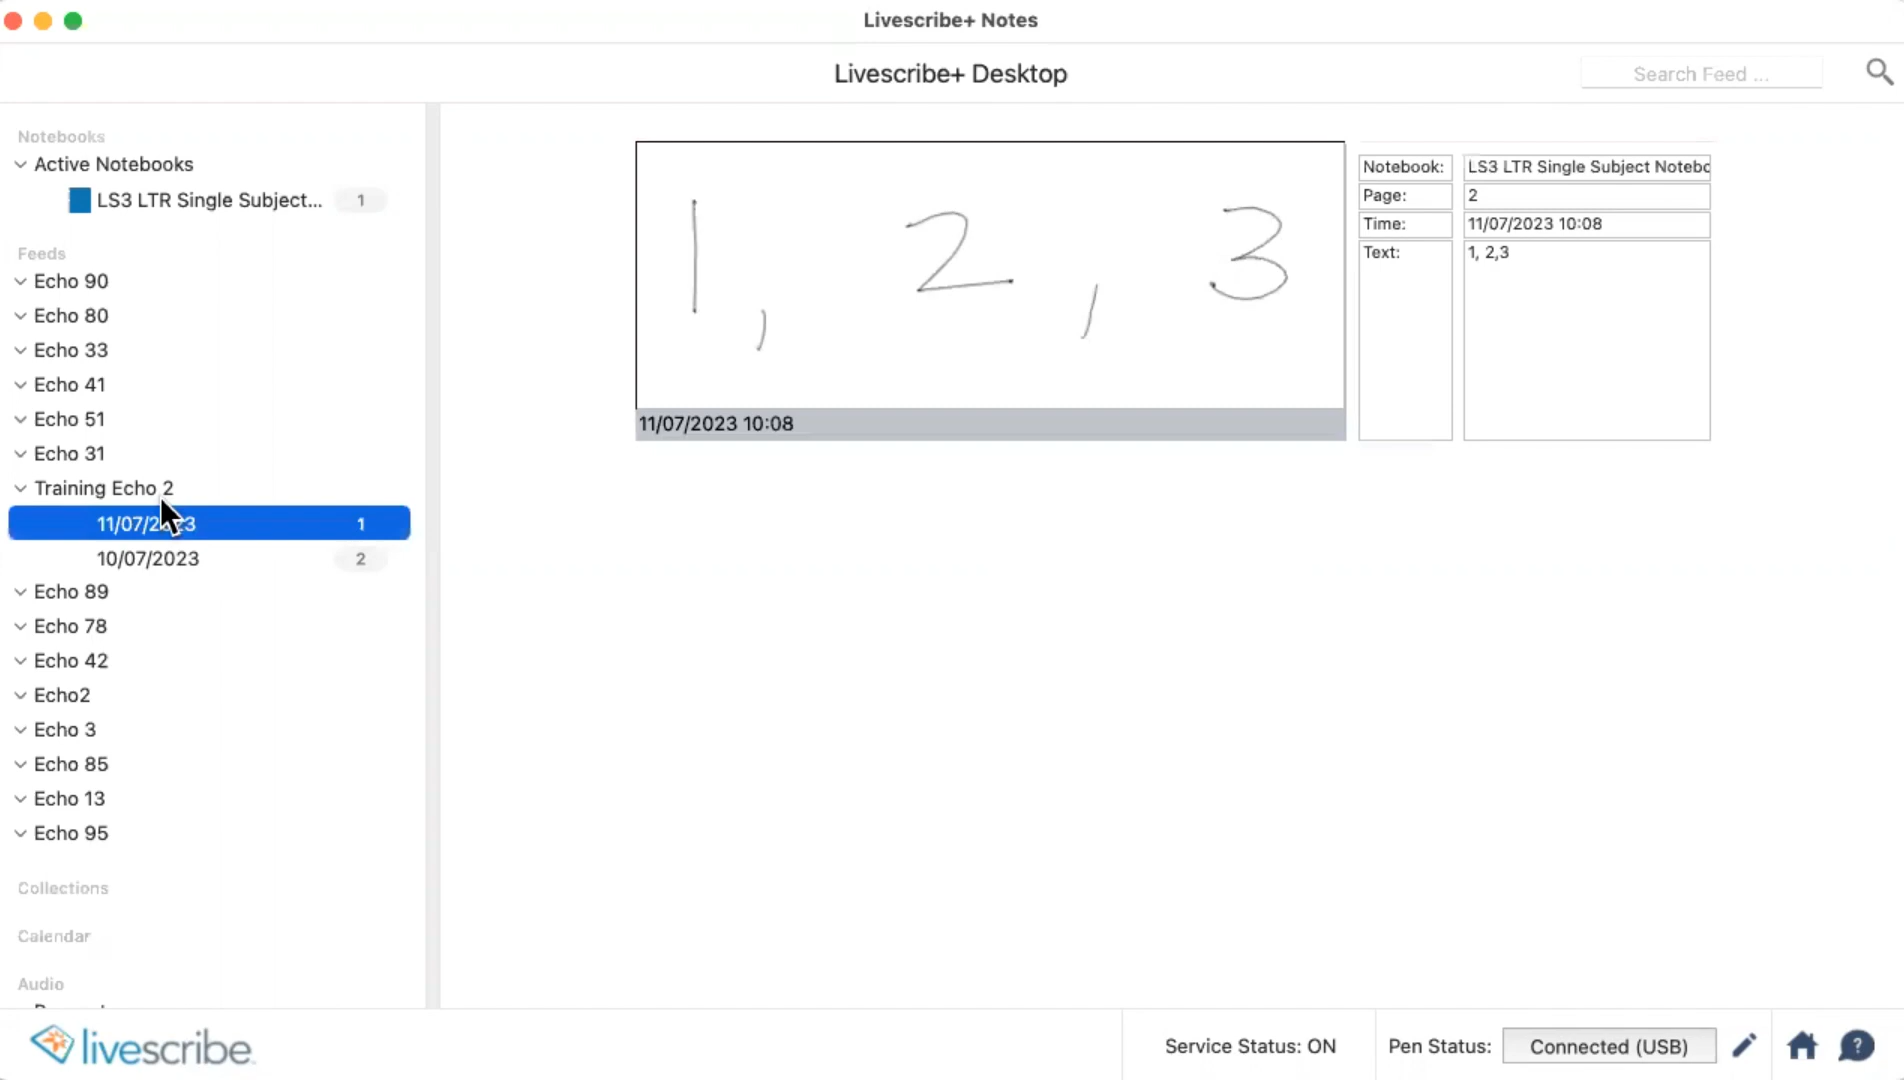 Livescribe+ Notes
Livescribe+ Desktop
Search Feed ...
Notebooks
Active Notebooks
LS3 LTR Single Subject... 1
Feeds
Echo 90
Echo 80
Echo 33
Echo 41
Echo 51
Echo 31
Training Echo 2
11/07/2023 1
10/07/2023 2
Echo 89
Echo 78
Echo 42
Echo2
Echo 3
Echo 85
Echo 13
Echo 95
Collections
Calendar
Audio
1, 2, 3
11/07/2023 10:08
Notebook: LS3 LTR Single Subject Notebo
Page: 2
Time: 11/07/2023 10:08
Text: 1, 2,3
livescribe
Service Status: ON
Pen Status: Connected (USB)
?